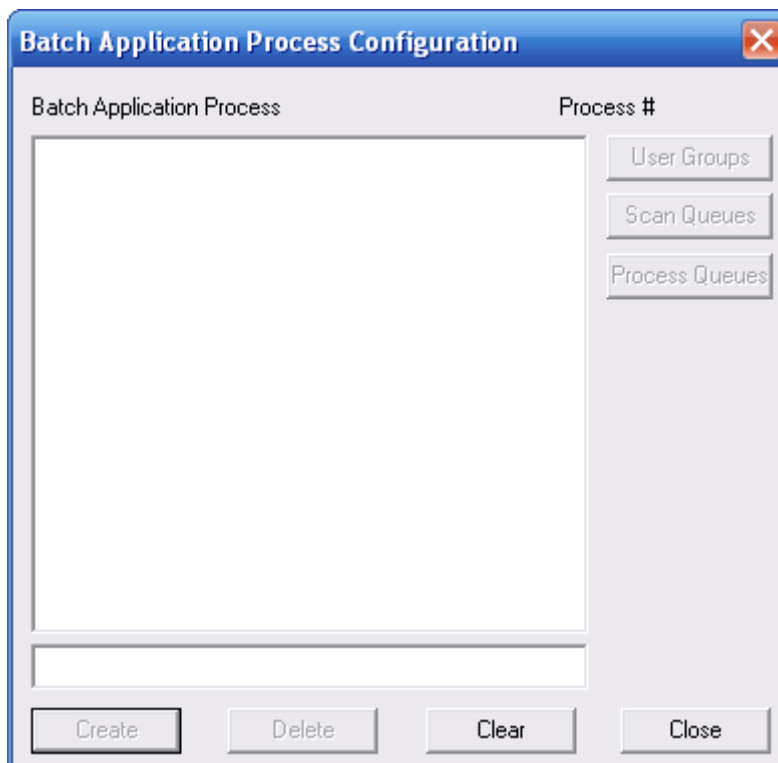 Batch Application Process Configuration
Batch Application Process Process #
User Groups
Scan Queues
Process Queues
Create Delete Clear Close